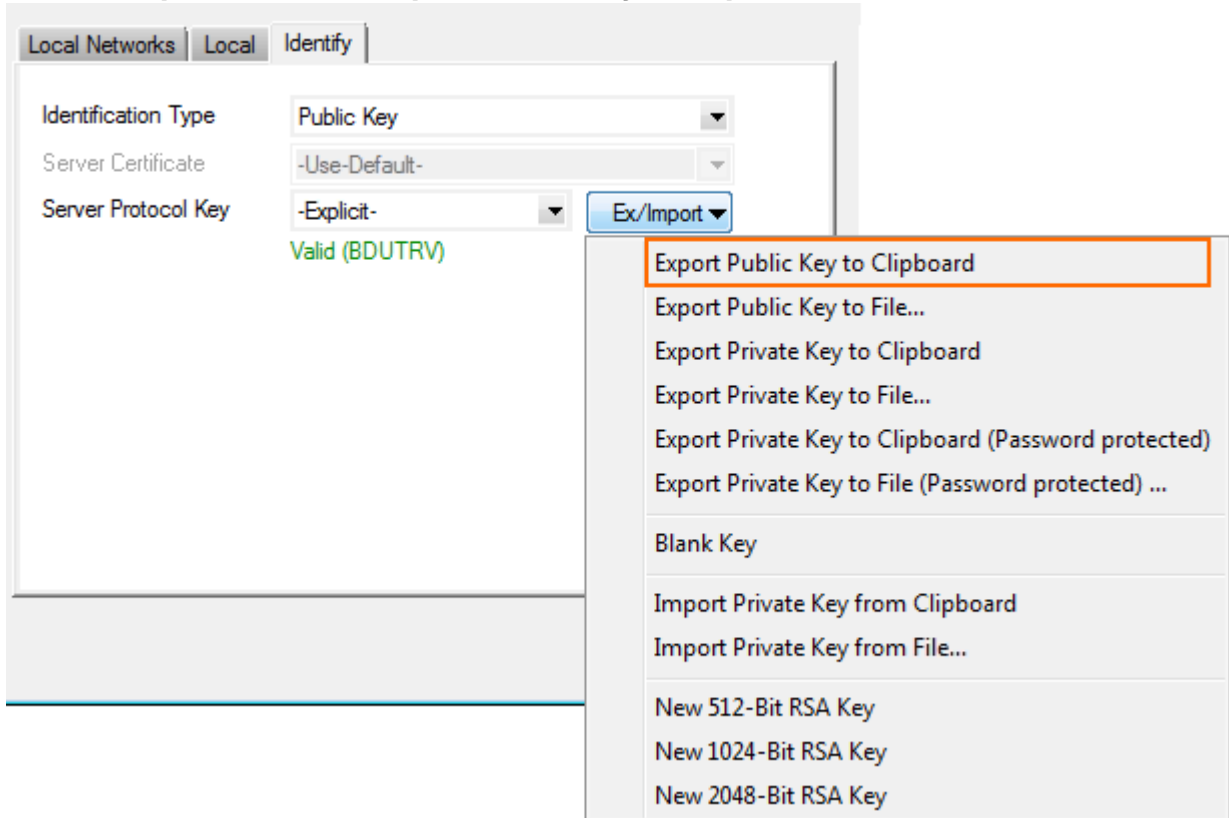 Local Networks Local Identify
Identification Type Public Key
Server Certificate -Use-Default-
Server Protocol Key -Explicit- Ex/Import
Valid (BDUTRV)
Export Public Key to Clipboard
Export Public Key to File...
Export Private Key to Clipboard
Export Private Key to File...
Export Private Key to Clipboard (Password protected)
Export Private Key to File (Password protected) ...
Blank Key
Import Private Key from Clipboard
Import Private Key from File...
New 512-Bit RSA Key
New 1024-Bit RSA Key
New 2048-Bit RSA Key